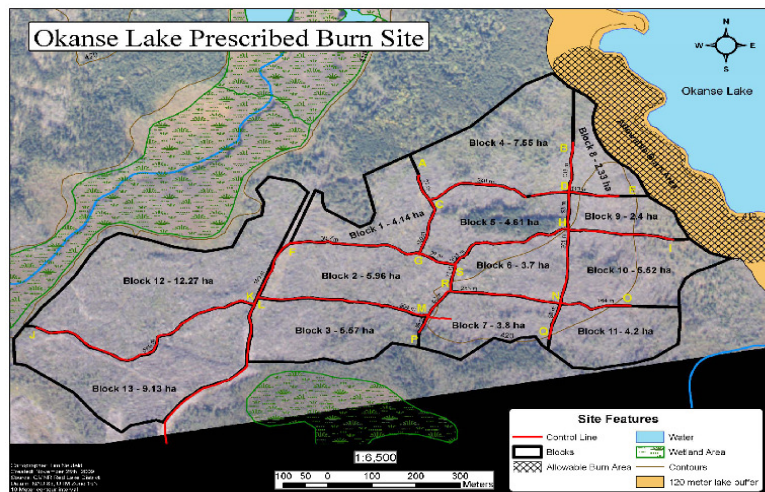 Okanse Lake Prescribed Burn Site
N
W E
S
Okanse Lake
Allowable Burn Area
Block 4 - 7.55 ha
Block 8 - 2.33 ha
Block 1 - 4.14 ha
Block 5 - 4.61 ha
Block 9 - 2.4 ha
Block 12 - 12.27 ha
Block 2 - 5.96 ha
Block 6 - 3.7 ha
Block 10 - 5.52 ha
Block 3 - 5.57 ha
Block 7 - 3.8 ha
Block 11 - 4.2 ha
Block 13 - 9.13 ha
A
B
C
E
F
G
S
R
I
K
L
M
N
O
J
P
Q
1:6,500
100 50 0 100 200 300
Meters
Site Features
Control Line
Blocks
Allowable Burn Area
Water
Wetland Area
Contours
120 meter lake buffer
10 Meter contour interval